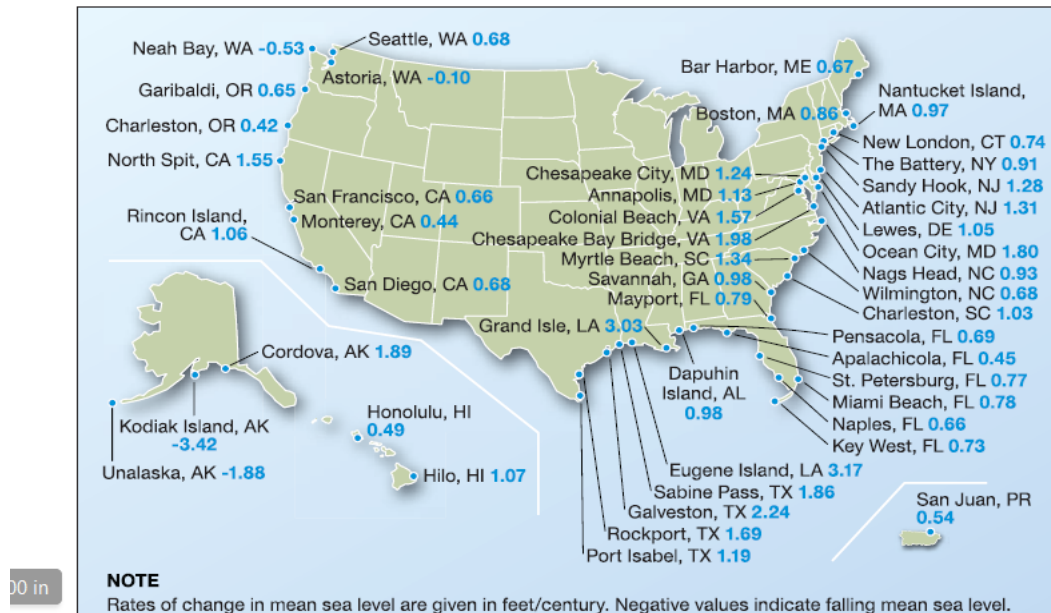 Neah Bay, WA -0.53
Seattle, WA 0.68
Astoria, WA -0.10
Garibaldi, OR 0.65
Charleston, OR 0.42
North Spit, CA 1.55
San Francisco, CA 0.66
Monterey, CA 0.44
Rincon Island,
CA 1.06
San Diego, CA 0.68
Bar Harbor, ME 0.67
Nantucket Island,
MA 0.97
Boston, MA 0.86
New London, CT 0.74
The Battery, NY 0.91
Sandy Hook, NJ 1.28
Atlantic City, NJ 1.31
Lewes, DE 1.05
Ocean City, MD 1.80
Nags Head, NC 0.93
Wilmington, NC 0.68
Charleston, SC 1.03
Chesapeake City, MD 1.24
Annapolis, MD 1.13
Colonial Beach, VA 1.57
Chesapeake Bay Bridge, VA 1.98
Myrtle Beach, SC 1.34
Savannah, GA 0.98
Mayport, FL 0.79
Grand Isle, LA 3.03
Dapuhin
Island, AL
0.98
Pensacola, FL 0.69
Apalachicola, FL 0.45
St. Petersburg, FL 0.77
Miami Beach, FL 0.78
Naples, FL 0.66
Key West, FL 0.73
Eugene Island, LA 3.17
Sabine Pass, TX 1.86
Galveston, TX 2.24
Rockport, TX 1.69
Port Isabel, TX 1.19
Cordova, AK 1.89
Kodiak Island, AK
-3.42
Unalaska, AK -1.88
Honolulu, HI
0.49
Hilo, HI 1.07
San Juan, PR
0.54
NOTE
Rates of change in mean sea level are given in feet/century. Negative values indicate falling mean sea level.
00 in